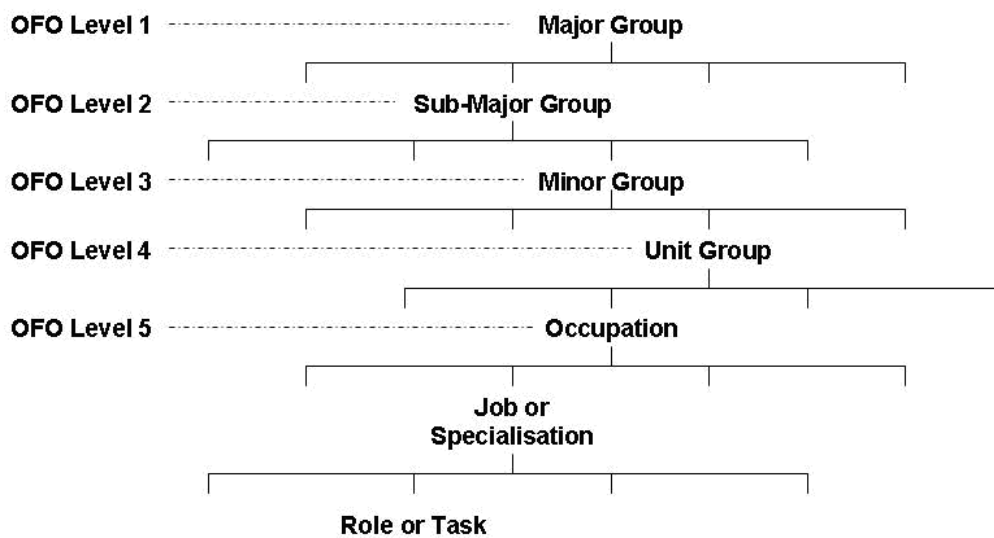 OFO Level 1 Major Group
OFO Level 2 Sub-Major Group
OFO Level 3 Minor Group
OFO Level 4 Unit Group
OFO Level 5 Occupation
Job or
Specialisation
Role or Task